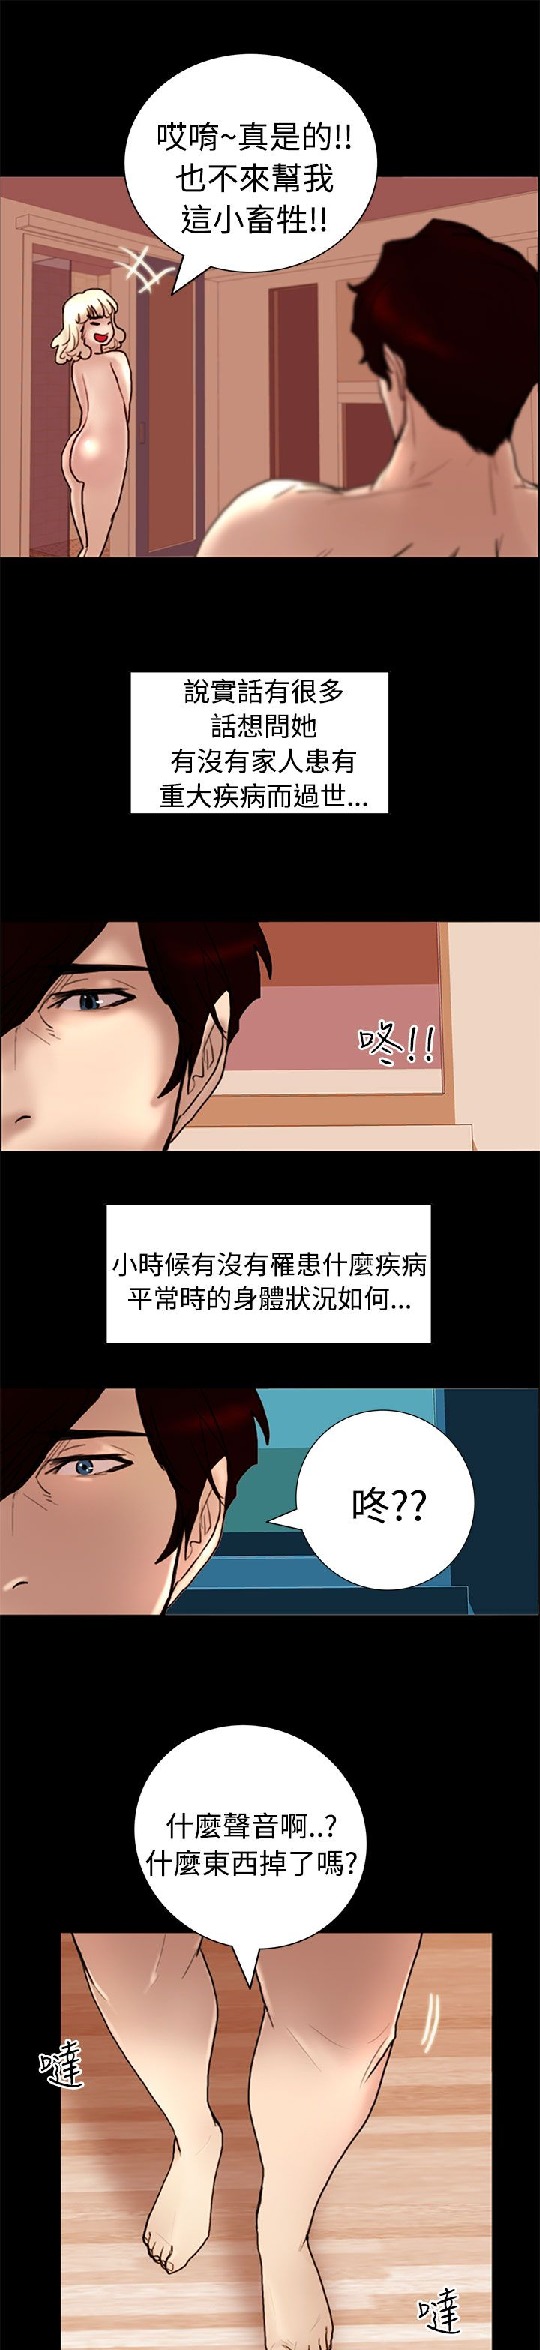 哎唷~真是的!!
也不來幫我
這小畜牲!!
說實話有很多
話想問她
有沒有家人患有
重大疾病而過世...
咚!!
小時候有沒有罹患什麼疾病
平常時的身體狀況如何...
咚??
什麼聲音啊..?
什麼東西掉了嗎?
噠
噠